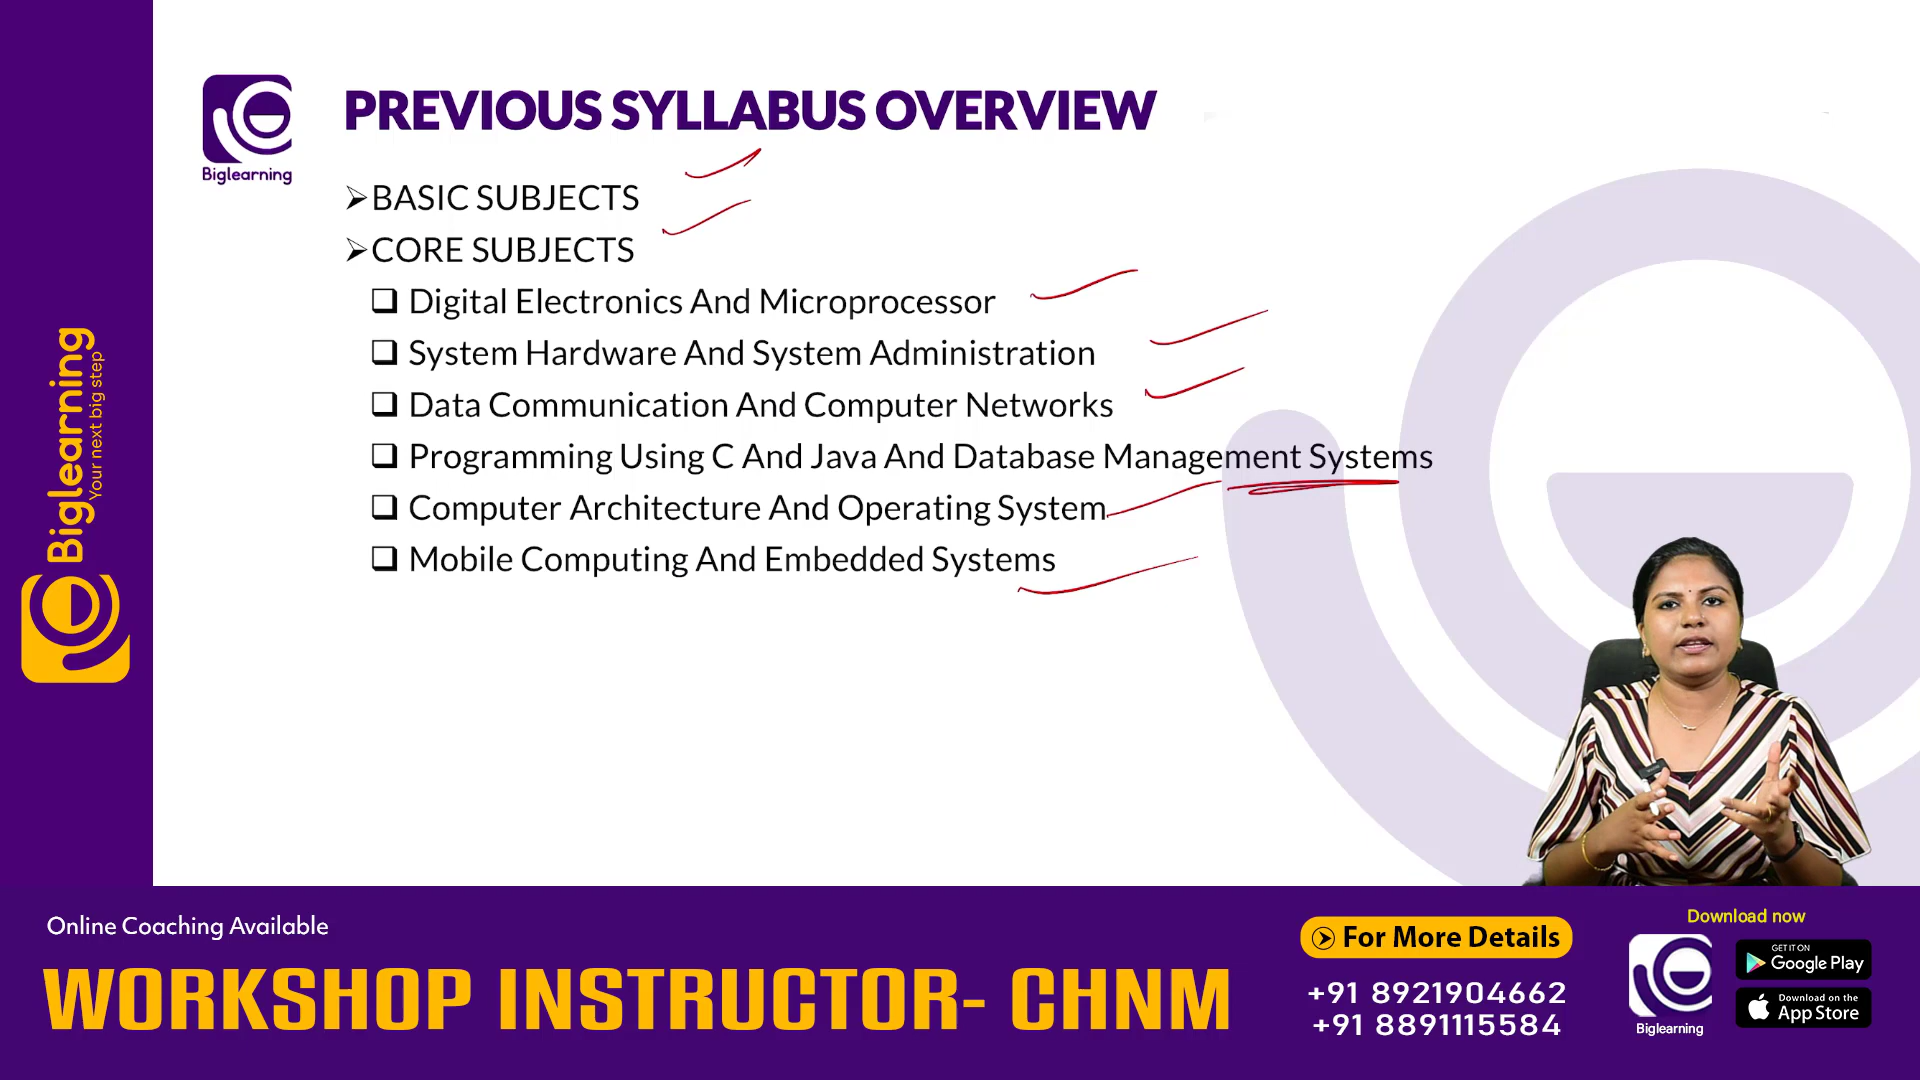 PREVIOUS SYLLABUS OVERVIEW
Biglearning
BASIC SUBJECTS
CORE SUBJECTS
Digital Electronics And Microprocessor
System Hardware And System Administration
Data Communication And Computer Networks
Programming Using C And Java And Database Management Systems
Computer Architecture And Operating System
Mobile Computing And Embedded Systems
Biglearning
Your next big step
Online Coaching Available
WORKSHOP INSTRUCTOR- CHNM
For More Details
+91 8921904662
+91 8891115584
Download now
Biglearning
GET IT ON
Google Play
Download on the
App Store